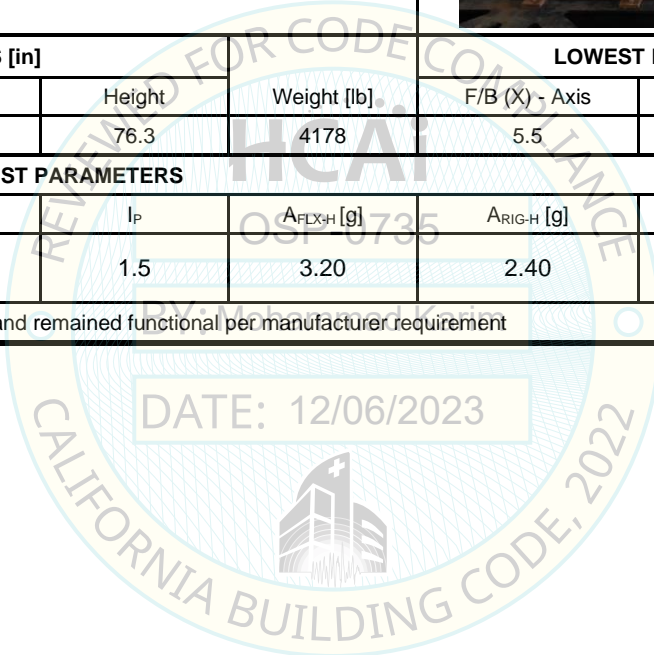 [in]
LOWEST
Height
Weight [lb]
F/B (X) - Axis
76.3
4178
5.5
ST PARAMETERS
IP
AFLX-H [g]
ARIG-H [g]
1.5
3.20
2.40
and remained functional per manufacturer requirement
REVIEWED FOR CODE COMPLIANCE
HCAi
OSP-0735
BY: Mohammad Karim
DATE: 12/06/2023
CALIFORNIA BUILDING CODE, 2022